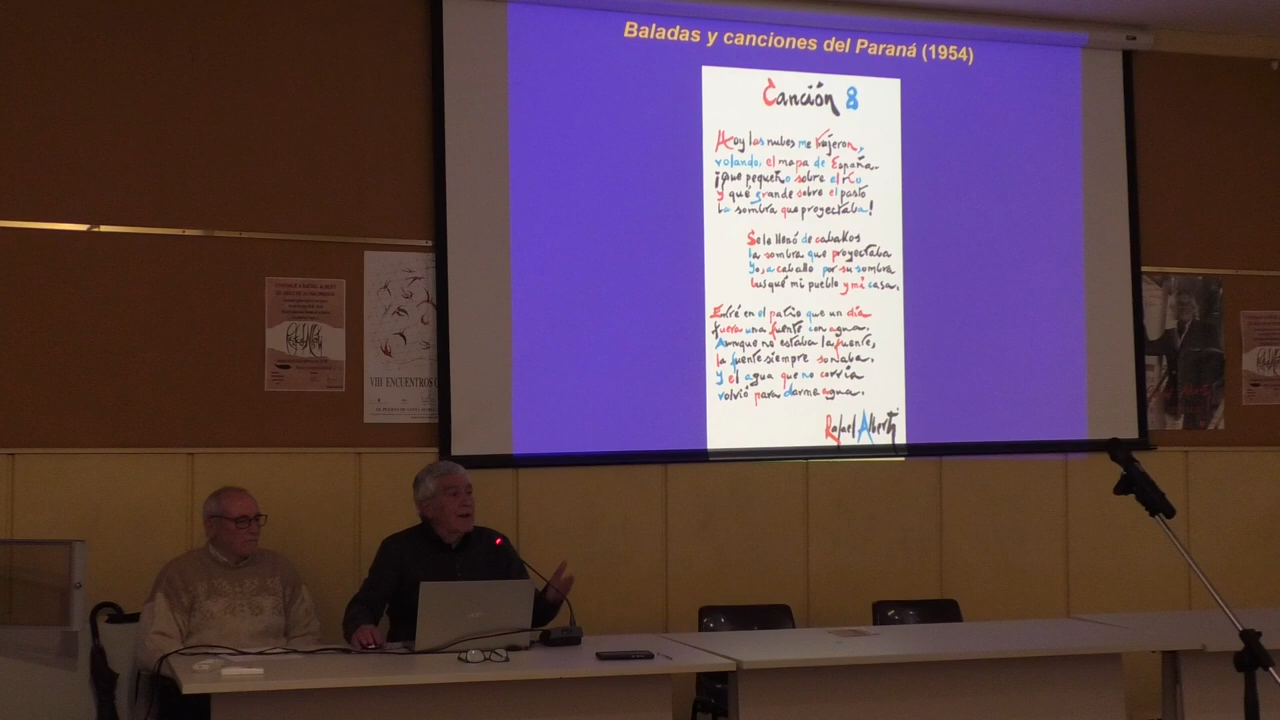 Baladas y canciones del Paraná (1954)
Canción 8
Hoy las nubes me trajeron,
volando, el mapa de España.
¡Qué pequeño sobre el río
y qué grande sobre el pasto
la sombra que proyectaba!
Se le llenó de caballos
la sombra que proyectaba
Yo, a caballo por su sombra
busqué mi pueblo y mi casa.
Entré en el patio que un día
fuera una fuente con agua.
Aunque no estaba la fuente,
la fuente siempre sonaba.
Y el agua que no corría
volvió para darme agua.
Rafael Alberti
VIII ENCUENTROS